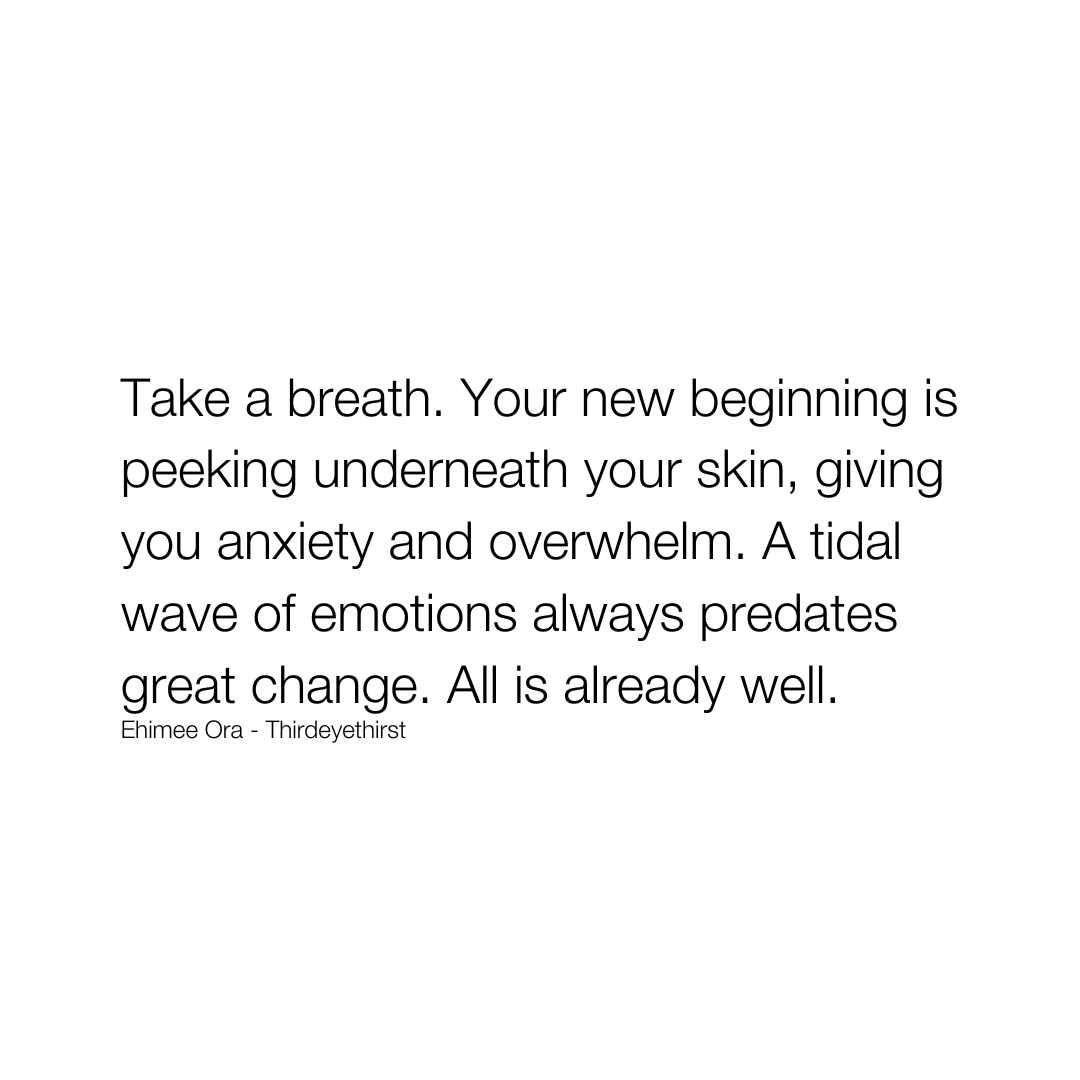 Take a breath. Your new beginning is
peeking underneath your skin, giving
you anxiety and overwhelm. A tidal
wave of emotions always predates
great change. All is already well.
Ehimee Ora - Thirdeyethirst